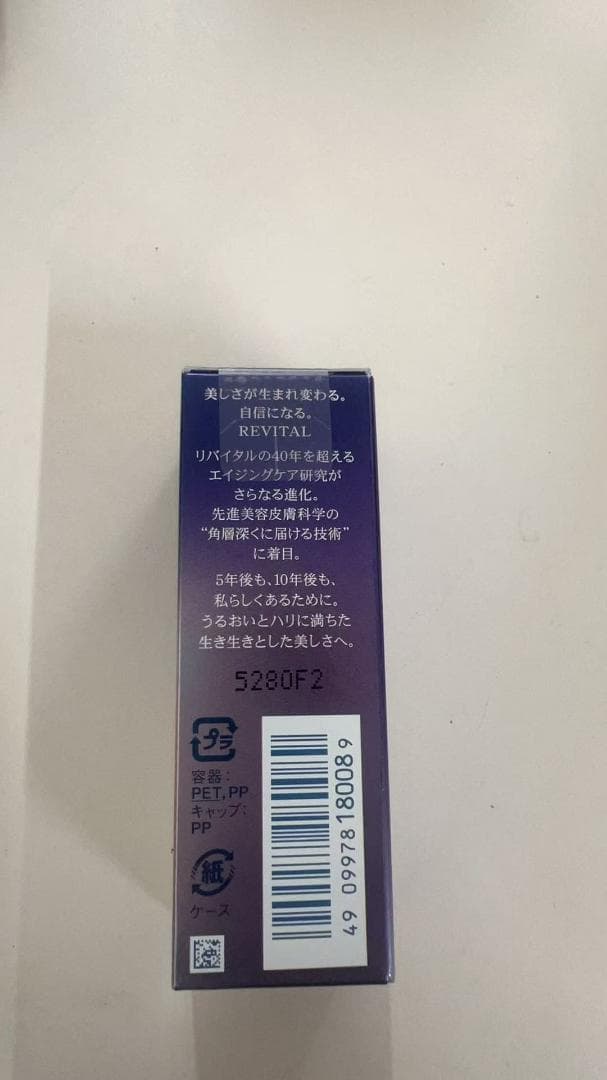 美しさが生まれ変わる。
自信になる。
REVITAL
リバイタルの40年を超える
エイジングケア研究が
さらなる進化。
先進美容皮膚科学の
“角層深くに届ける技術”
に着目。
5年後も、10年後も、
私らしくあるために。
うるおいとハリに満ちた
生き生きとした美しさへ。
5280F2
プラ
容器:
PET,PP
キャップ:
PP
紙
ケース
49 09978 180089